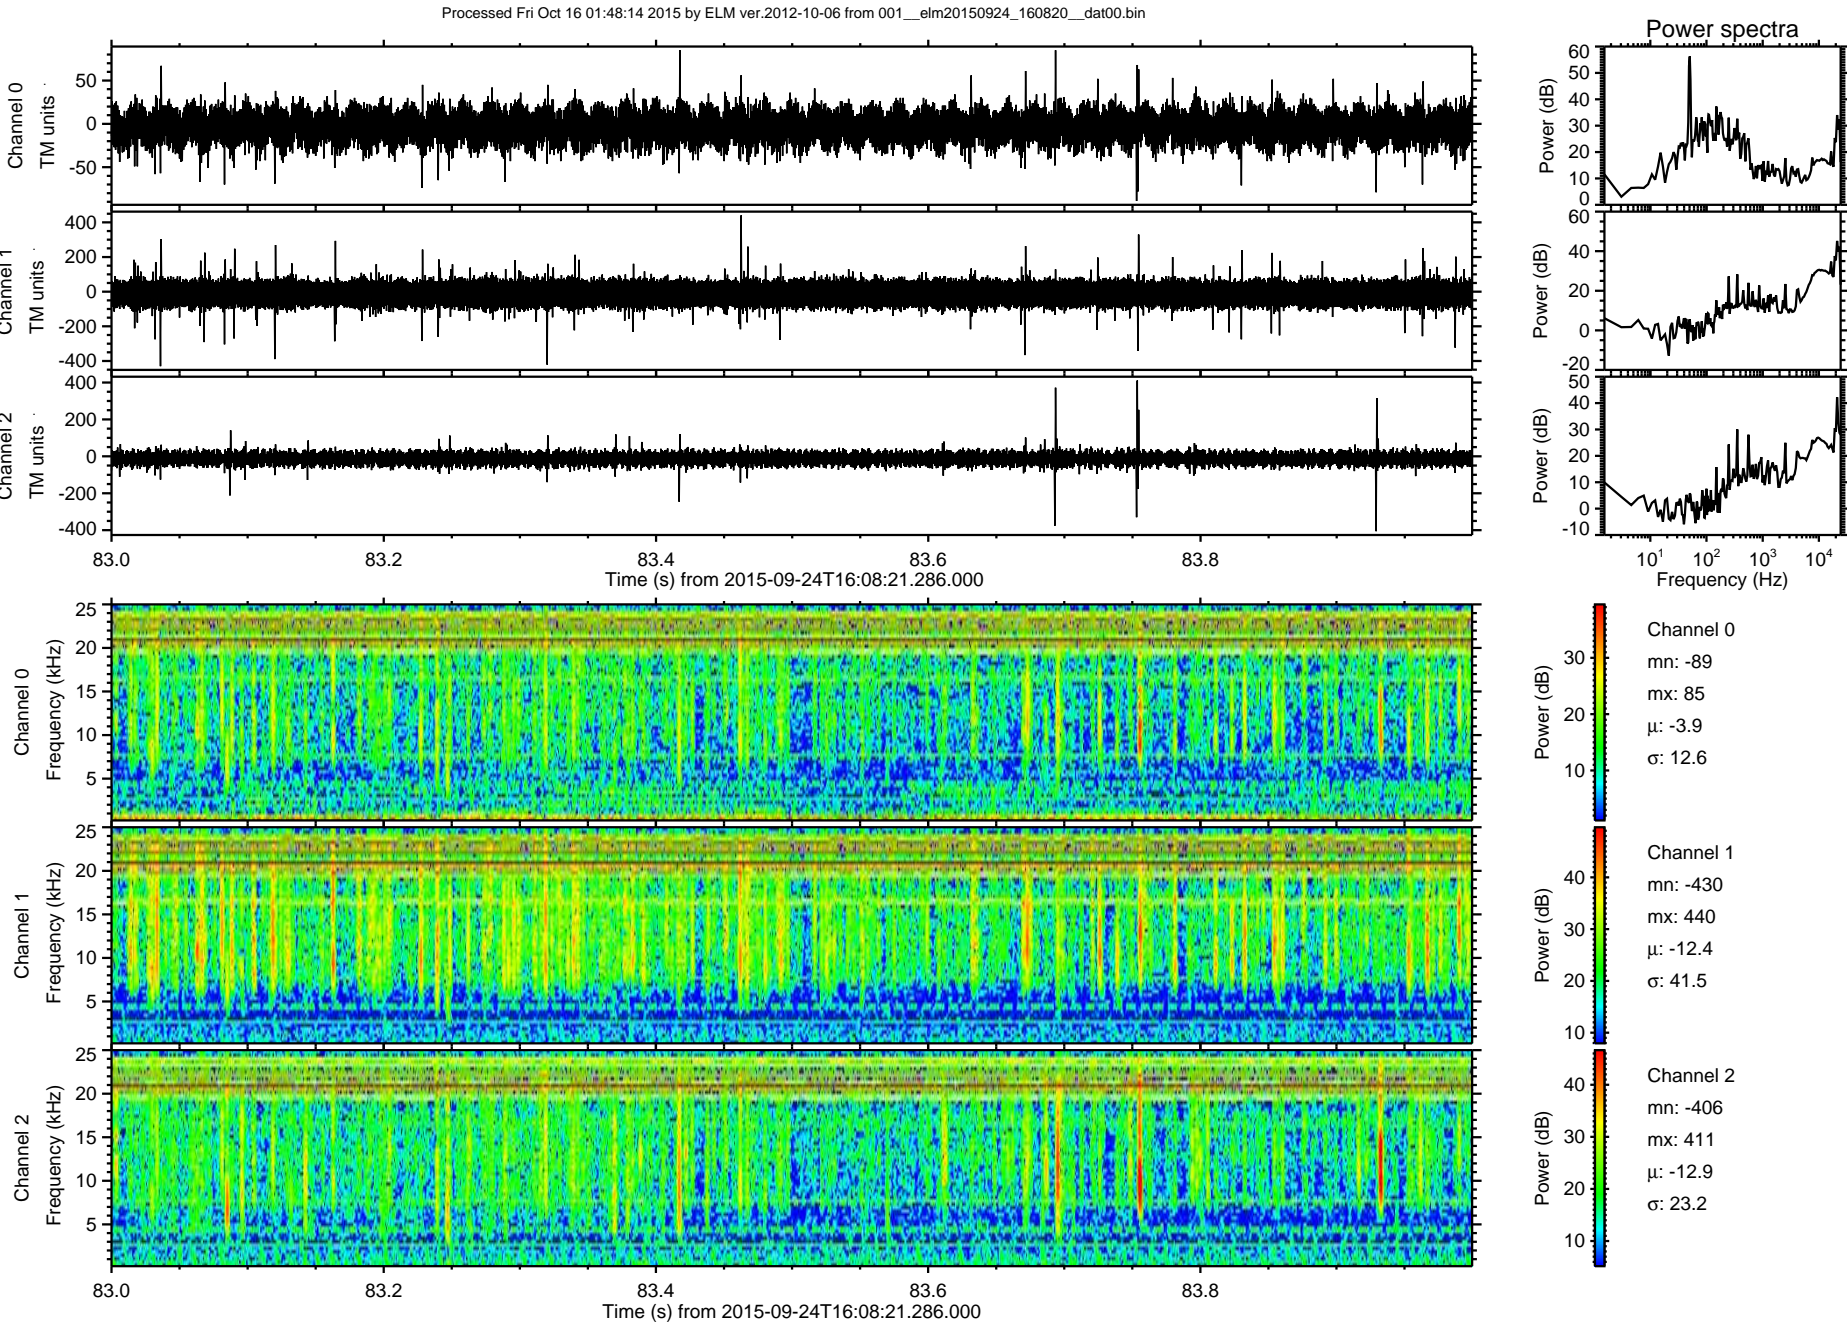 Processed Fri Oct 16 01:48:14 2015 by ELM ver.2012-10-06 from 001__elm20150924_160820__dat00.bin
Power spectra
Channel 0
TM units
50
0
-50
Power (dB)
60
50
40
30
20
10
0
Channel 1
TM units
400
200
0
-200
-400
Power (dB)
60
40
20
0
-20
Channel 2
TM units
400
200
0
-200
-400
Power (dB)
50
40
30
20
10
0
-10
83.0 83.2 83.4 83.6 83.8
Time (s) from 2015-09-24T16:08:21.286.000
10^1 10^2 10^3 10^4
Frequency (Hz)
Channel 0
Frequency (kHz)
25
20
15
10
5
Power (dB)
30
20
10
Channel 0
mn: -89
mx: 85
μ: -3.9
σ: 12.6
Channel 1
Frequency (kHz)
25
20
15
10
5
Power (dB)
40
30
20
10
Channel 1
mn: -430
mx: 440
μ: -12.4
σ: 41.5
Channel 2
Frequency (kHz)
25
20
15
10
5
Power (dB)
40
30
20
10
Channel 2
mn: -406
mx: 411
μ: -12.9
σ: 23.2
83.0 83.2 83.4 83.6 83.8
Time (s) from 2015-09-24T16:08:21.286.000